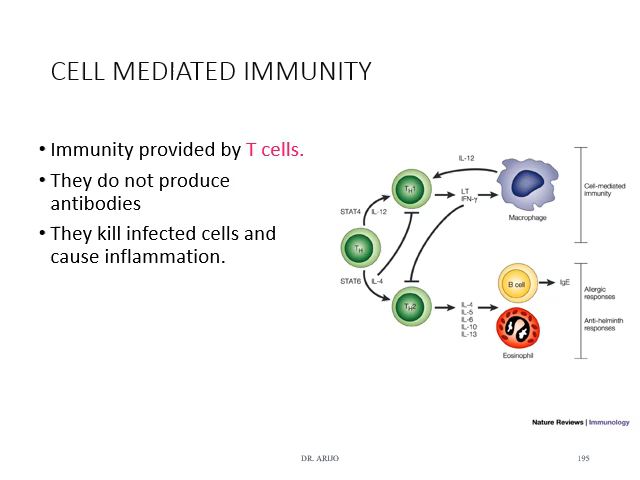 CELL MEDIATED IMMUNITY
• Immunity provided by T cells.
• They do not produce
antibodies
• They kill infected cells and
cause inflammation.
IL-12
TH1
LT
IFN-γ
Macrophage
Cell-mediated
immunity
STAT4
IL-12
TH
STAT6
IL-4
TH2
IL-4
IL-5
IL-6
IL-10
IL-13
B cell
IgE
Eosinophil
Allergic
responses
Anti-helminth
responses
Nature Reviews | Immunology
DR. ARIJO
195